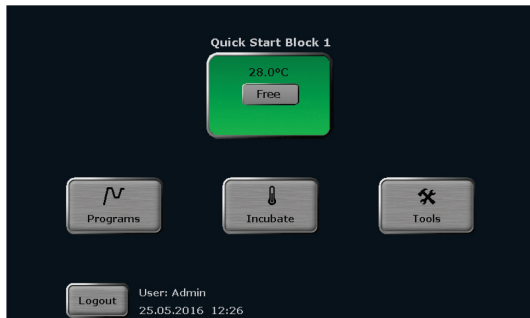 Quick Start Block 1
28.0°C
Free
Programs
Incubate
Tools
Logout
User: Admin
25.05.2016 12:26